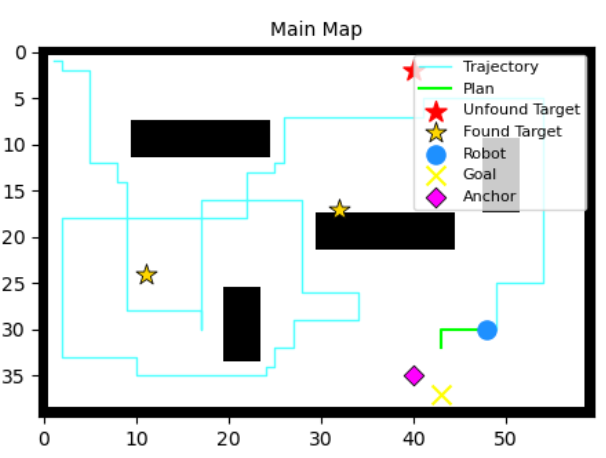 Main Map
0
5
10
15
20
25
30
35
0 10 20 30 40 50
Trajectory
Plan
Unfound Target
Found Target
Robot
Goal
Anchor